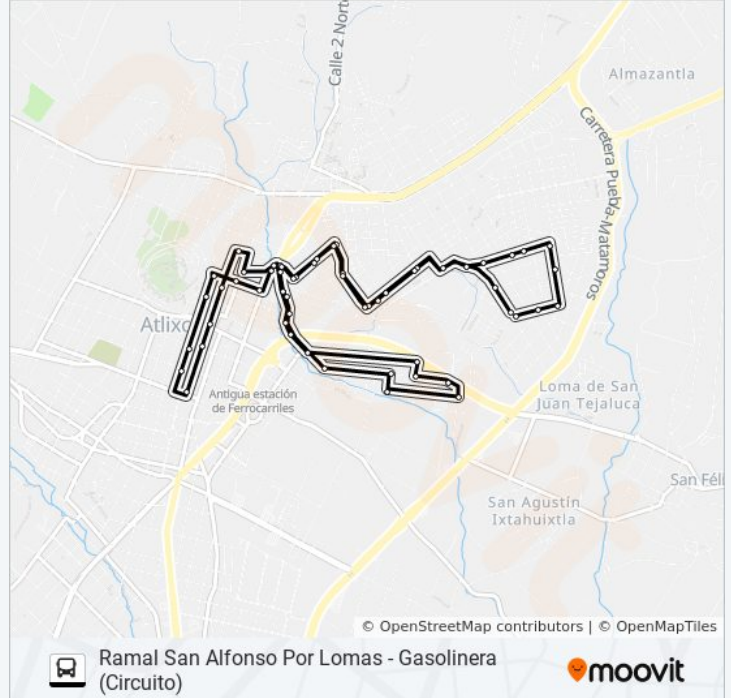 Calle 2 Norte
Almazantla
Carretera Puebla-Matamoros
Atlixco
Antigua estación
de Ferrocarriles
Loma de San
Juan Tejaluca
San Féli
San Agustín
Ixtahuixtla
© OpenStreetMap contributors | © OpenMapTiles
Ramal San Alfonso Por Lomas - Gasolinera
(Circuito)
moovit